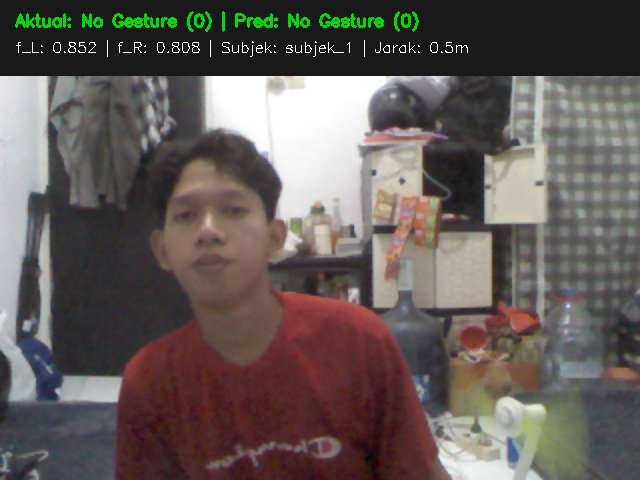 Aktual: No Gesture (0) | Pred: No Gesture (0)
f_L: 0.852 | f_R: 0.808 | Subjek: subjek_1 | Jarak: 0.5m
Champion